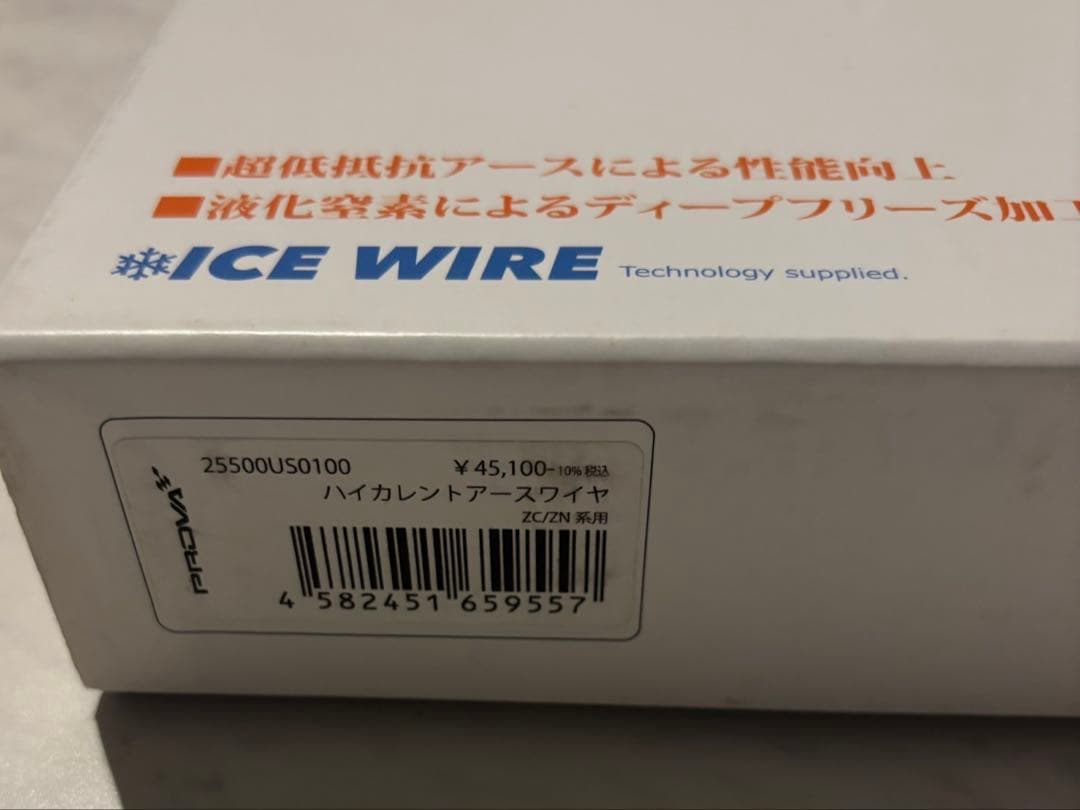 ■超低抵抗アースによる性能向上
■液化窒素によるディープフリーズ加工
ICE WIRE Technology supplied.
PROVA
25500US0100 ￥45,100-10%税込
ハイカレントアースワイヤ
ZC/ZN 系用
4 582451 659557